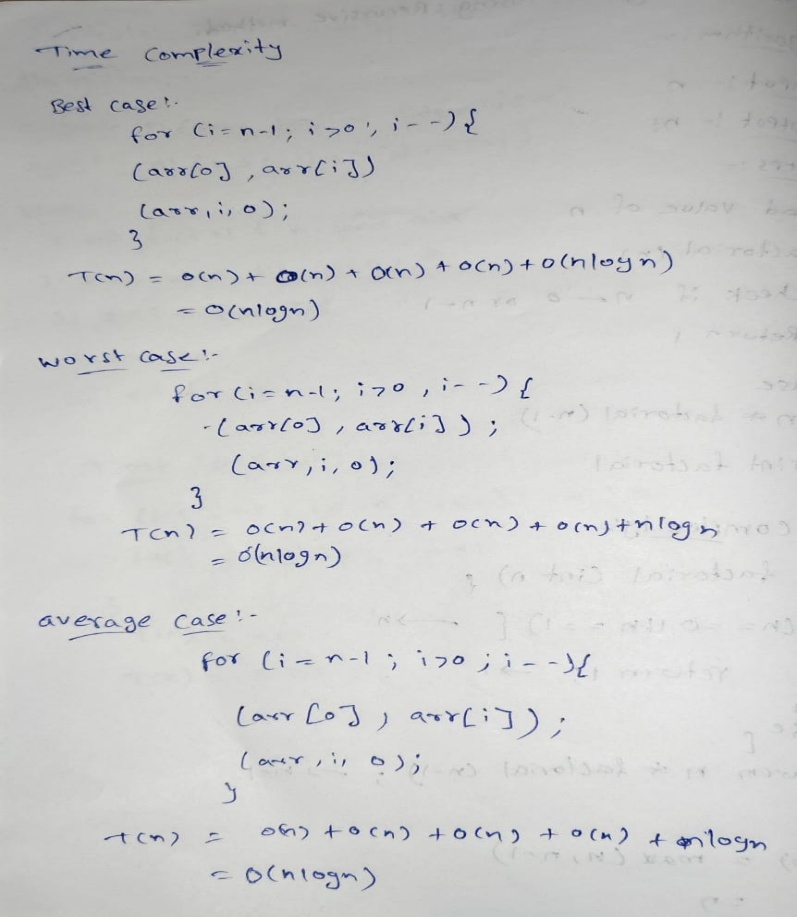 Time Complexity
Best case:-
for (i=n-1; i>0; i--){
(arr[0], arr[i])
(arr, i, 0);
}
T(n) = o(n) + o(n) + o(n) + o(n) + o(nlogn)
= o(nlogn)
worst case:-
for (i=n-1; i>0, i--){
(arr[0], arr[i]);
(arr, i, 0);
}
T(n) = o(n) + o(n) + o(n) + o(n) + nlogn
= o(nlogn)
average case:-
for (i=n-1; i>0; i--){
(arr[0], arr[i]);
(arr, i, 0);
}
T(n) = o(n) + o(n) + o(n) + o(n) + nlogn
= o(nlogn)